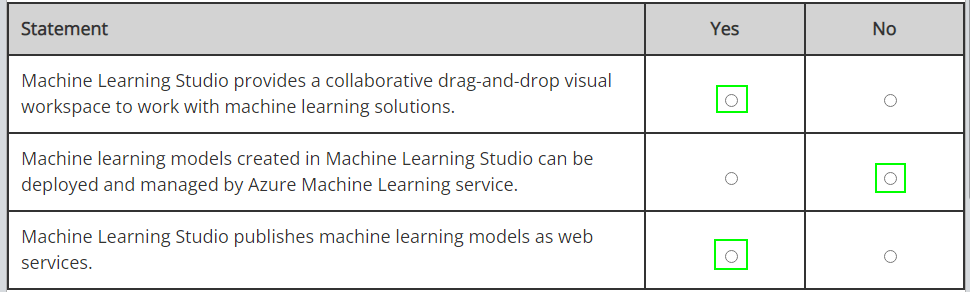 Statement Yes No
Machine Learning Studio provides a collaborative drag-and-drop visual
workspace to work with machine learning solutions.
Machine learning models created in Machine Learning Studio can be
deployed and managed by Azure Machine Learning service.
Machine Learning Studio publishes machine learning models as web
services.